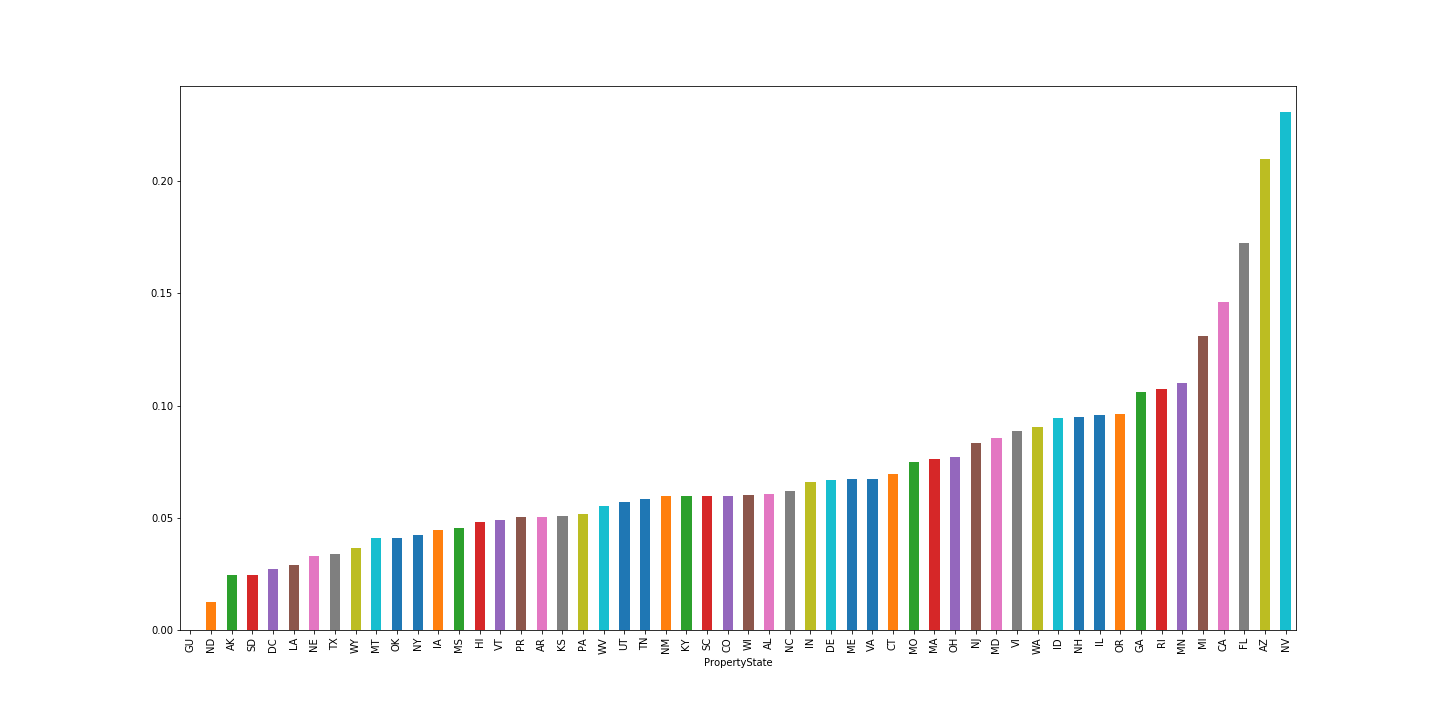 0.20
0.15
0.10
0.05
0.00
GU ND AK SD DC LA NE TX WY MT OK NY IA MS HI VT PR AR KS PA WV UT TN NM KY SC CO WI AL NC IN DE ME VA CT MO MA OH NJ MD VI WA ID NH IL OR GA RI MN MI CA FL AZ NV
PropertyState